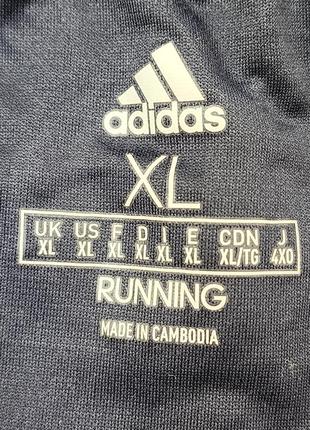 adidas
XL
UK US F D I E CDN J
XL XL XL XL XL XL XL/TG 4XO
RUNNING
MADE IN CAMBODIA